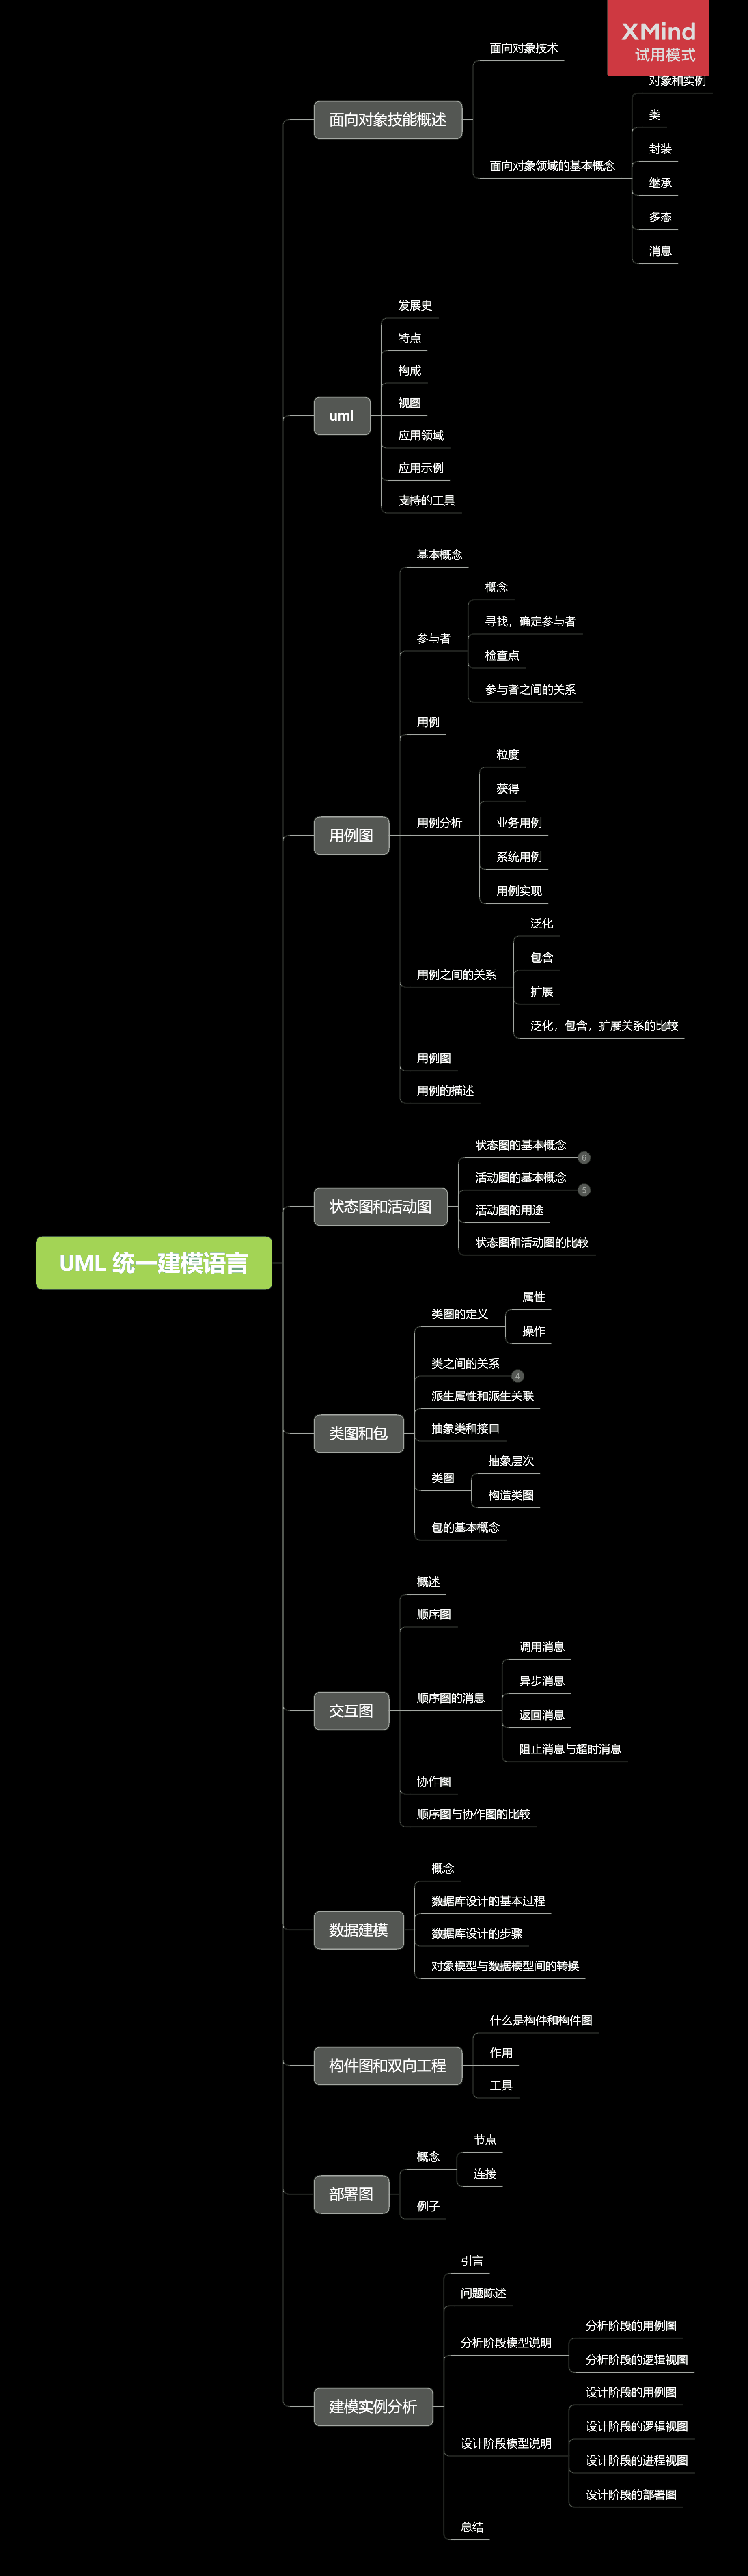 XMind
试用模式
UML 统一建模语言
面向对象技能概述
面向对象技术
面向对象领域的基本概念
对象和实例
类
封装
继承
多态
消息
uml
发展史
特点
构成
视图
应用领域
应用示例
支持的工具
用例图
基本概念
参与者
概念
寻找，确定参与者
检查点
参与者之间的关系
用例
用例分析
粒度
获得
业务用例
系统用例
用例实现
用例之间的关系
泛化
包含
扩展
泛化，包含，扩展关系的比较
用例图
用例的描述
状态图和活动图
状态图的基本概念
6
活动图的基本概念
5
活动图的用途
状态图和活动图的比较
类图和包
类图的定义
属性
操作
类之间的关系
4
派生属性和派生关联
抽象类和接口
类图
抽象层次
构造类图
包的基本概念
交互图
概述
顺序图
顺序图的消息
调用消息
异步消息
返回消息
阻止消息与超时消息
协作图
顺序图与协作图的比较
数据建模
概念
数据库设计的基本过程
数据库设计的步骤
对象模型与数据模型间的转换
构件图和双向工程
什么是构件和构件图
作用
工具
部署图
概念
节点
连接
例子
建模实例分析
引言
问题陈述
分析阶段模型说明
分析阶段的用例图
分析阶段的逻辑视图
设计阶段模型说明
设计阶段的用例图
设计阶段的逻辑视图
设计阶段的进程视图
设计阶段的部署图
总结